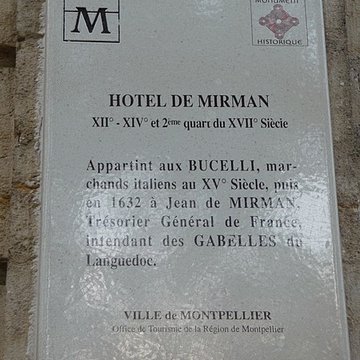 M
MONUMENT
HISTORIQUE
HOTEL DE MIRMAN
XII° - XIV° et 2ème quart du XVII° Siècle
Appartint aux BUCELLI, mar-
chands italiens au XV° Siècle, puis
en 1632 à Jean de MIRMAN,
Trésorier Général de France,
intendant des GABELLES du
Languedoc.
VILLE de MONTPELLIER
Office de Tourisme de la Région de Montpellier